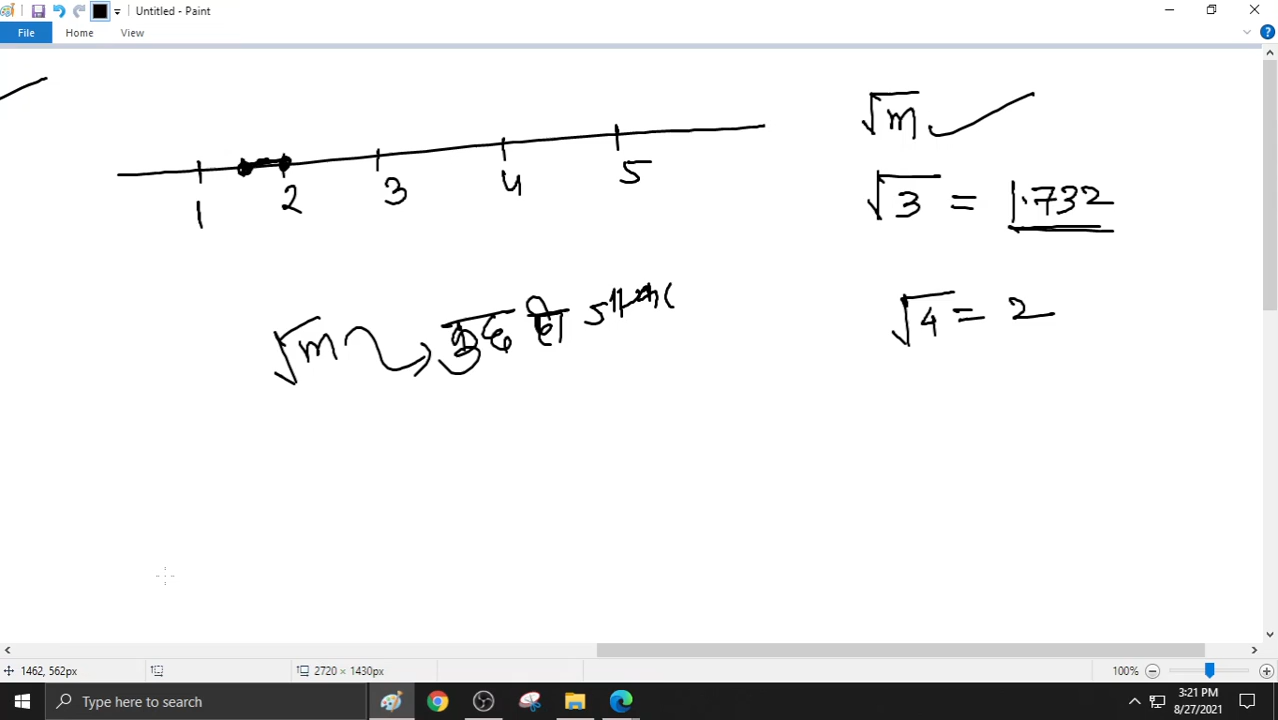 Untitled - Paint
File Home View
√m
√3 = 1.732
1 2 3 4 5
√m → कुछ ही
√4 = 2
1462, 562px
2720 × 1430px
100%
Type here to search
3:21 PM
8/27/2021